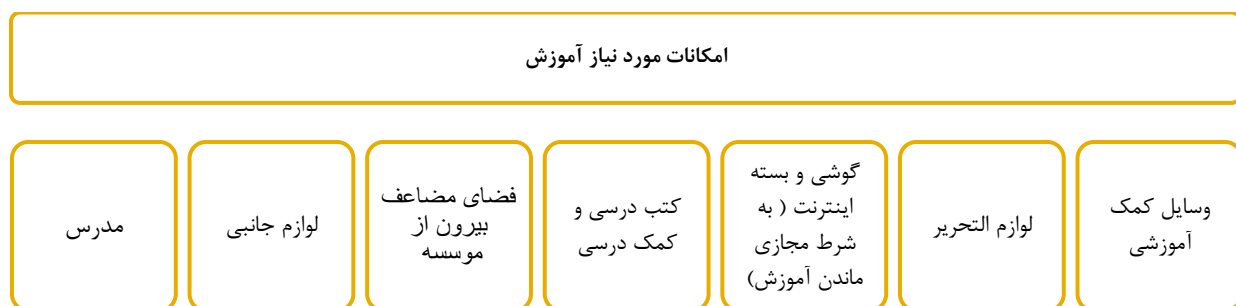 امکانات مورد نیاز آموزش
وسایل کمک
آموزشی
لوازم التحریر
گوشی و بسته
اینترنت ( به
شرط مجازی
ماندن آموزش)
کتب درسی و
کمک درسی
فضای مضاعف
بیرون از
موسسه
لوازم جانبی
مدرس